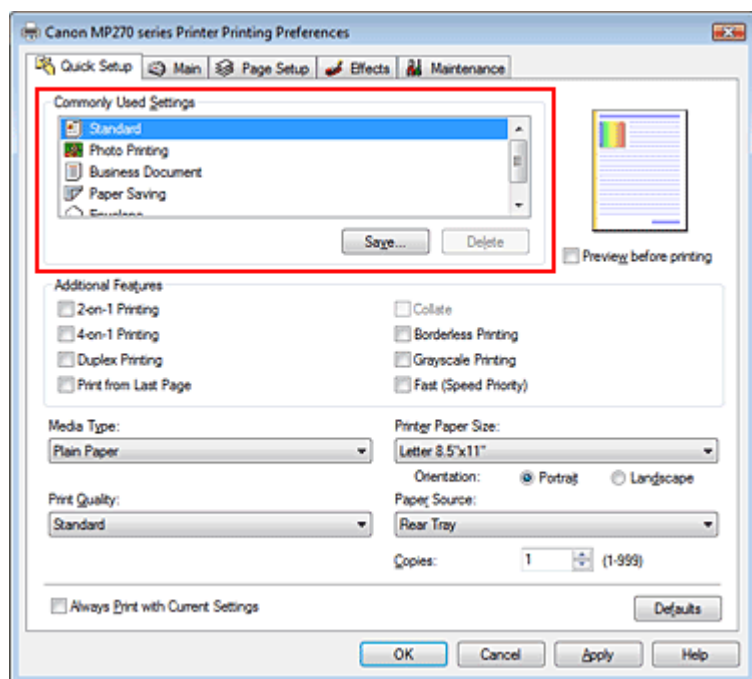 Canon MP270 series Printer Printing Preferences
Quick Setup Main Page Setup Effects Maintenance
Commonly Used Settings
Standard
Photo Printing
Business Document
Paper Saving
Envelope
Save... Delete
Preview before printing
Additional Features
2-on-1 Printing
4-on-1 Printing
Duplex Printing
Print from Last Page
Collate
Borderless Printing
Grayscale Printing
Fast (Speed Priority)
Media Type:
Plain Paper
Printer Paper Size:
Letter 8.5"x11"
Orientation: Portrait Landscape
Print Quality:
Standard
Paper Source:
Rear Tray
Copies: 1 (1-999)
Always Print with Current Settings
Defaults
OK Cancel Apply Help